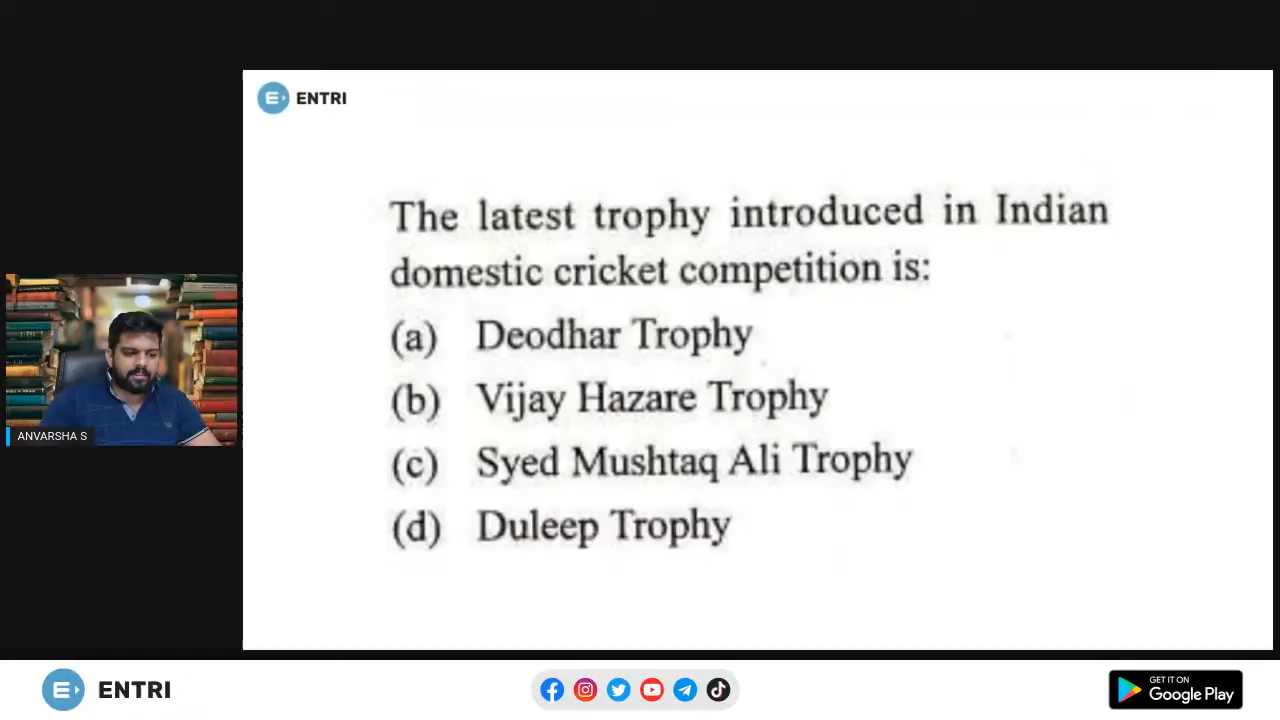 ENTRI
The latest trophy introduced in Indian
domestic cricket competition is:
(a) Deodhar Trophy
(b) Vijay Hazare Trophy
(c) Syed Mushtaq Ali Trophy
(d) Duleep Trophy
ANVARSHA S
ENTRI
GET IT ON
Google Play